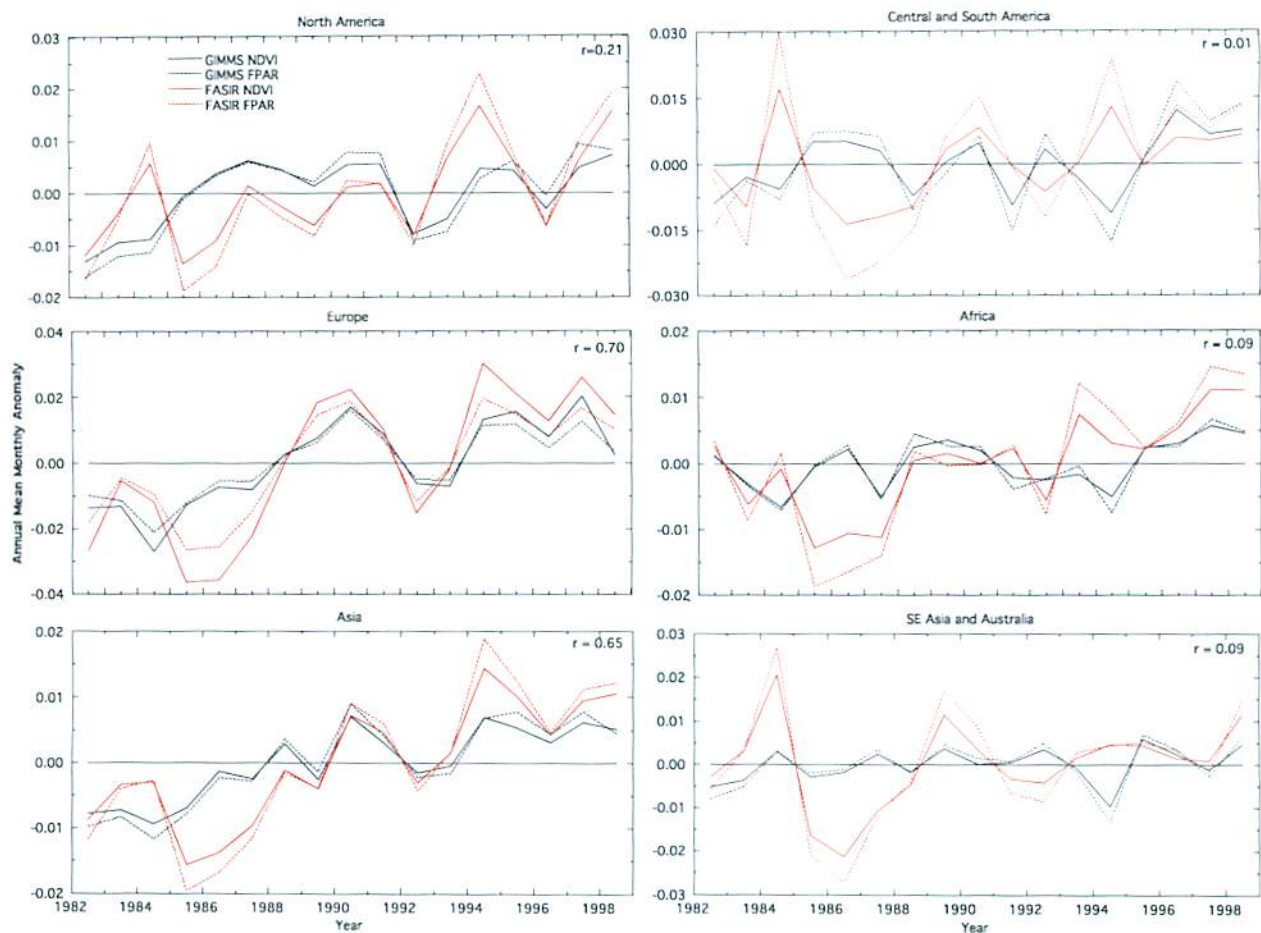 North America
r=0.21
0.03
GIMMS NDVI
GIMMS FPAR
FASIR NDVI
FASIR FPAR
0.02
0.01
0.00
-0.01
-0.02
Central and South America
r = 0.01
0.030
0.015
0.000
-0.015
-0.030
Annual Mean Monthly Anomaly
Europe
r = 0.70
0.04
0.02
0.00
-0.02
-0.04
Africa
r = 0.09
0.02
0.01
0.00
-0.01
-0.02
Asia
r = 0.65
0.02
0.01
0.00
-0.01
-0.02
1982 1984 1986 1988 1990 1992 1994 1996 1998
Year
SE Asia and Australia
r = 0.09
0.03
0.02
0.01
0.00
-0.01
-0.02
-0.03
1982 1984 1986 1988 1990 1992 1994 1996 1998
Year